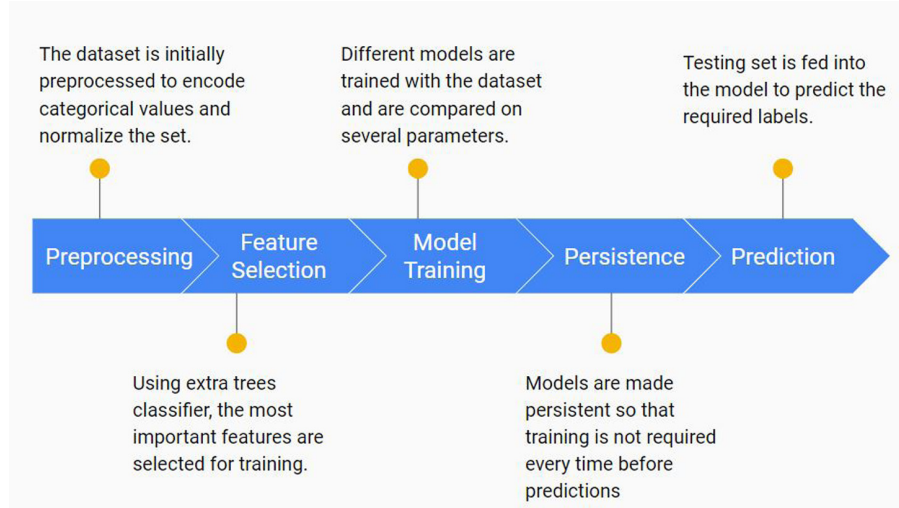 The dataset is initially
preprocessed to encode
categorical values and
normalize the set.
Different models are
trained with the dataset
and are compared on
several parameters.
Testing set is fed into
the model to predict the
required labels.
Preprocessing
Feature
Selection
Model
Training
Persistence
Prediction
Using extra trees
classifier, the most
important features are
selected for training.
Models are made
persistent so that
training is not required
every time before
predictions